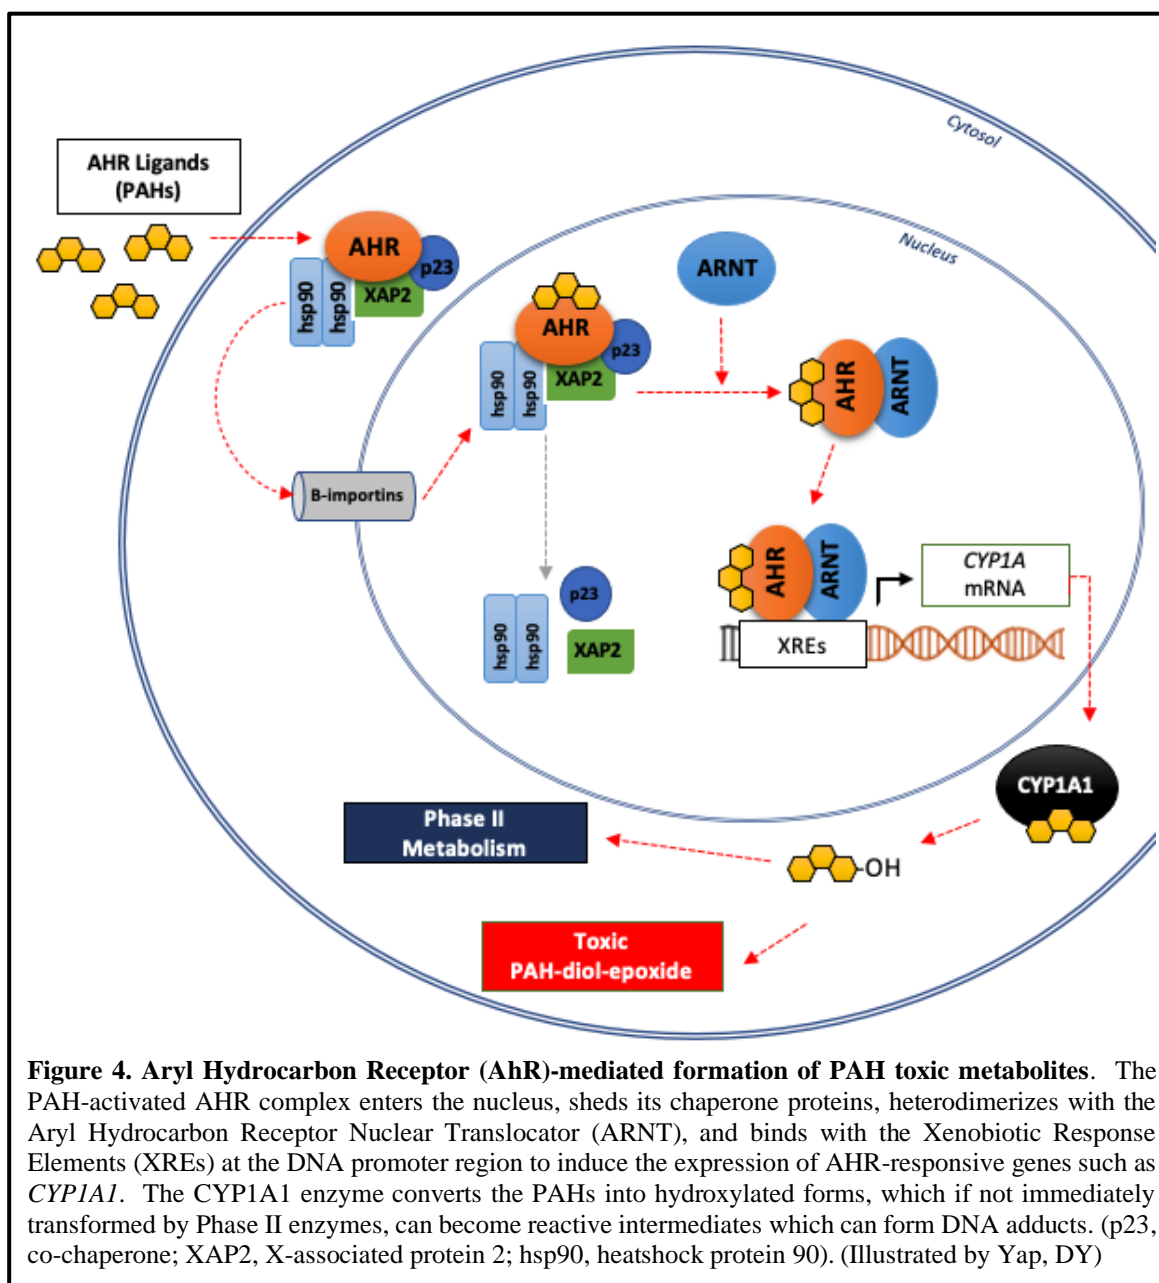 Cytosol
AHR Ligands
(PAHs)
Nucleus
AHR
p23
hsp90
hsp90
XAP2
ARNT
AHR
p23
hsp90
hsp90
XAP2
AHR
ARNT
B-importins
AHR
ARNT
CYP1A
mRNA
p23
hsp90
hsp90
XAP2
XREs
CYP1A1
Phase II
Metabolism
-OH
Toxic
PAH-diol-epoxide
Figure 4. Aryl Hydrocarbon Receptor (AhR)-mediated formation of PAH toxic metabolites. The
PAH-activated AHR complex enters the nucleus, sheds its chaperone proteins, heterodimerizes with the
Aryl Hydrocarbon Receptor Nuclear Translocator (ARNT), and binds with the Xenobiotic Response
Elements (XREs) at the DNA promoter region to induce the expression of AHR-responsive genes such as
CYP1A1. The CYP1A1 enzyme converts the PAHs into hydroxylated forms, which if not immediately
transformed by Phase II enzymes, can become reactive intermediates which can form DNA adducts. (p23,
co-chaperone; XAP2, X-associated protein 2; hsp90, heatshock protein 90). (Illustrated by Yap, DY)